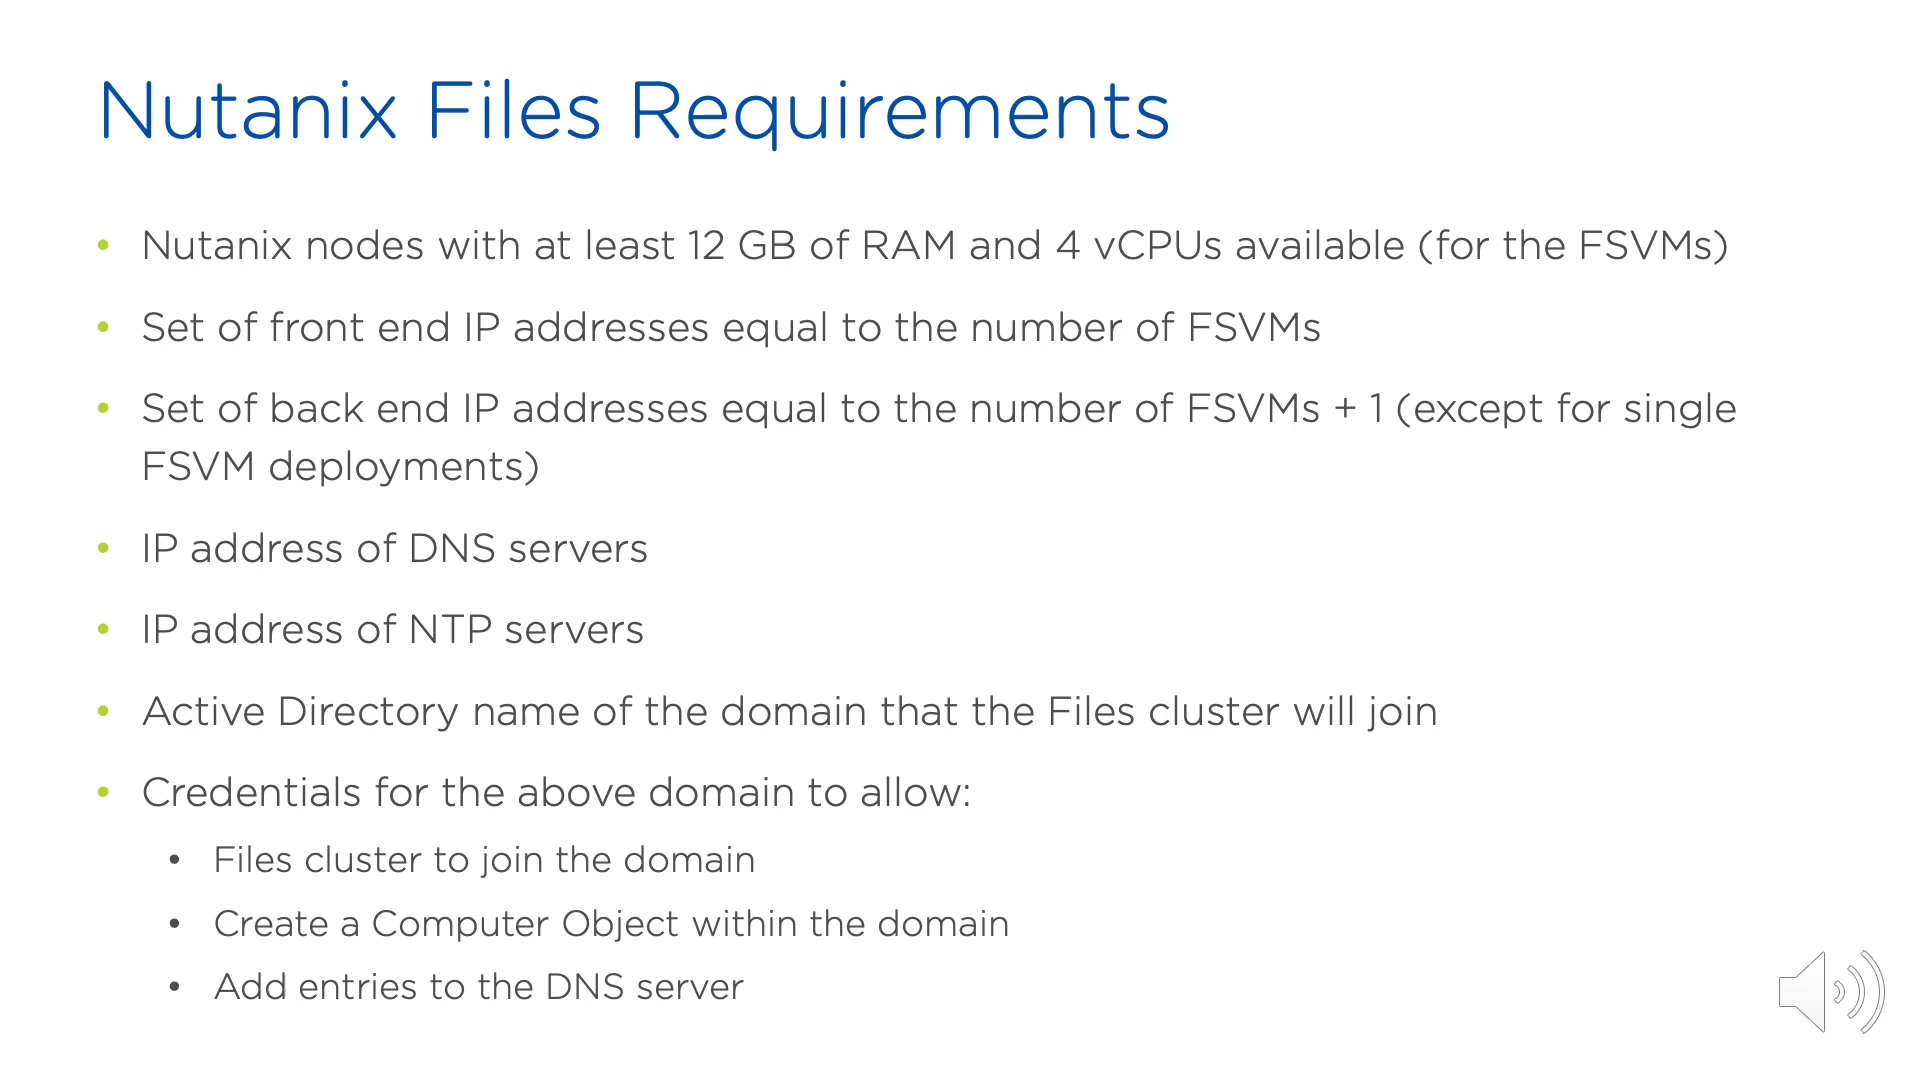 Nutanix Files Requirements
• Nutanix nodes with at least 12 GB of RAM and 4 vCPUs available (for the FSVMs)
• Set of front end IP addresses equal to the number of FSVMs
• Set of back end IP addresses equal to the number of FSVMs + 1 (except for single
FSVM deployments)
• IP address of DNS servers
• IP address of NTP servers
• Active Directory name of the domain that the Files cluster will join
• Credentials for the above domain to allow:
• Files cluster to join the domain
• Create a Computer Object within the domain
• Add entries to the DNS server